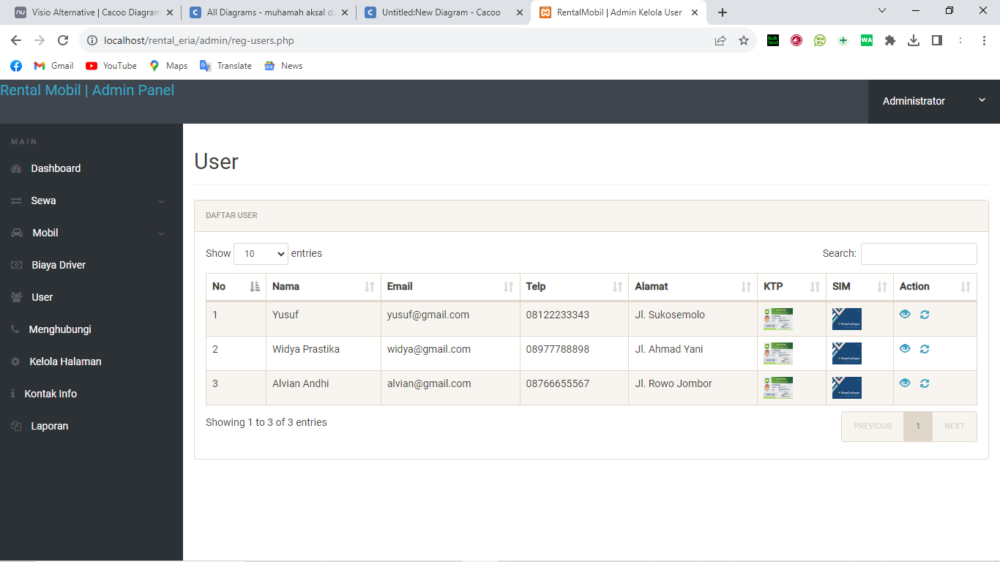 Visio Alternative | Cacoo Diagram
All Diagrams - muhamah aksal dz
Untitled:New Diagram - Cacoo
RentalMobil | Admin Kelola User
localhost/rental_eria/admin/reg-users.php
Gmail
YouTube
Maps
Translate
News
Rental Mobil | Admin Panel
Administrator
MAIN
Dashboard
Sewa
Mobil
Biaya Driver
User
Menghubungi
Kelola Halaman
Kontak Info
Laporan
User
DAFTAR USER
Show 10 entries
Search:
No Nama Email Telp Alamat KTP SIM Action
1 Yusuf yusuf@gmail.com 08122233343 Jl. Sukosemolo
2 Widya Prastika widya@gmail.com 08977788898 Jl. Ahmad Yani
3 Alvian Andhi alvian@gmail.com 08766655567 Jl. Rowo Jombor
Showing 1 to 3 of 3 entries
PREVIOUS 1 NEXT